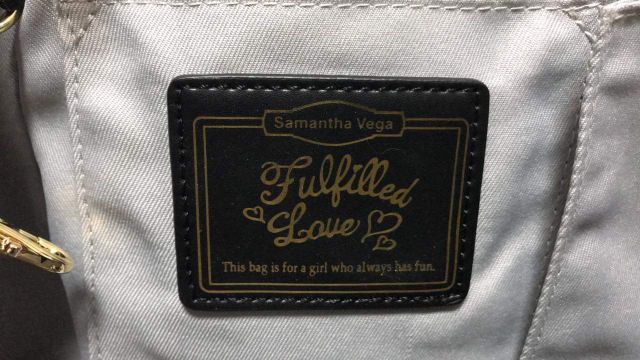 Samantha Vega
Fulfilled
Love
This bag is for a girl who always has fun.